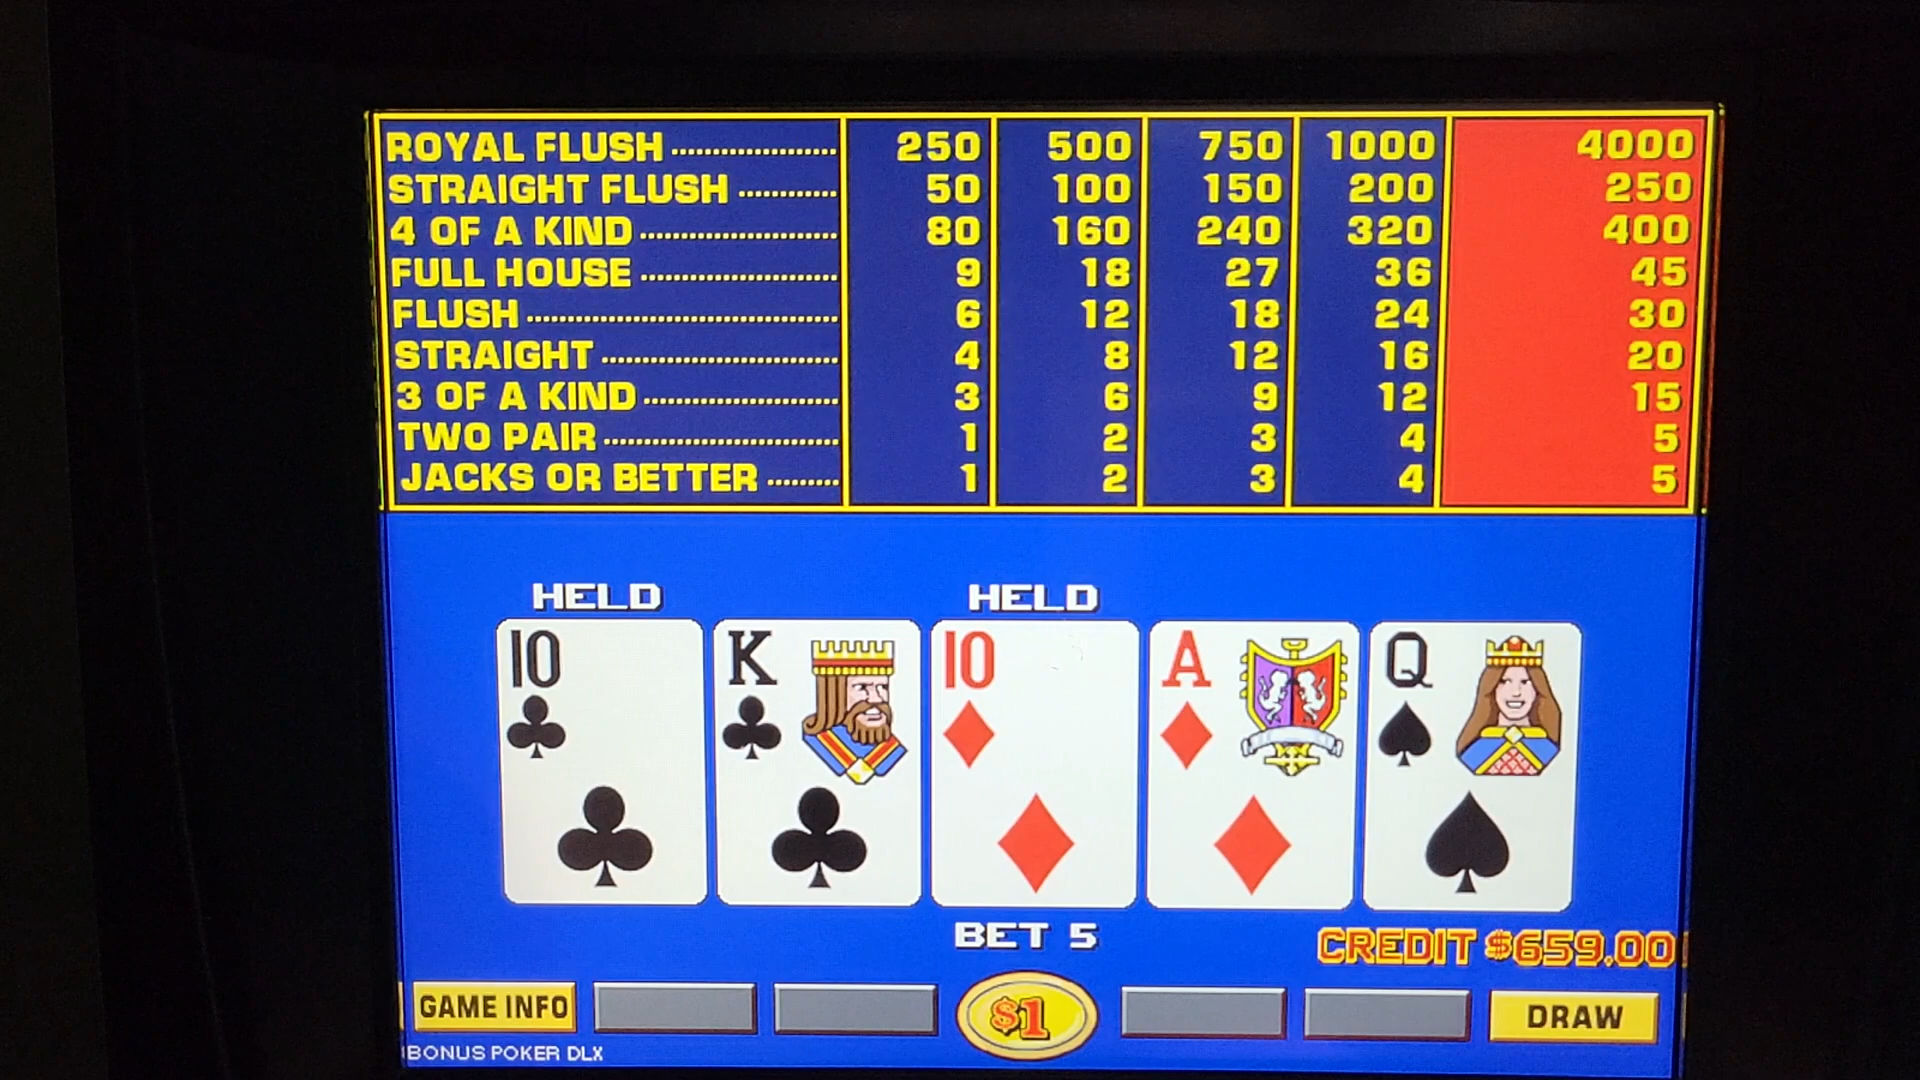 ROYAL FLUSH 250 500 750 1000 4000
STRAIGHT FLUSH 50 100 150 200 250
4 OF A KIND 80 160 240 320 400
FULL HOUSE 9 18 27 36 45
FLUSH 6 12 18 24 30
STRAIGHT 4 8 12 16 20
3 OF A KIND 3 6 9 12 15
TWO PAIR 1 2 3 4 5
JACKS OR BETTER 1 2 3 4 5
HELD HELD
10 K 10 A Q
BET 5
CREDIT $659.00
GAME INFO $1 DRAW
BONUS POKER DLX